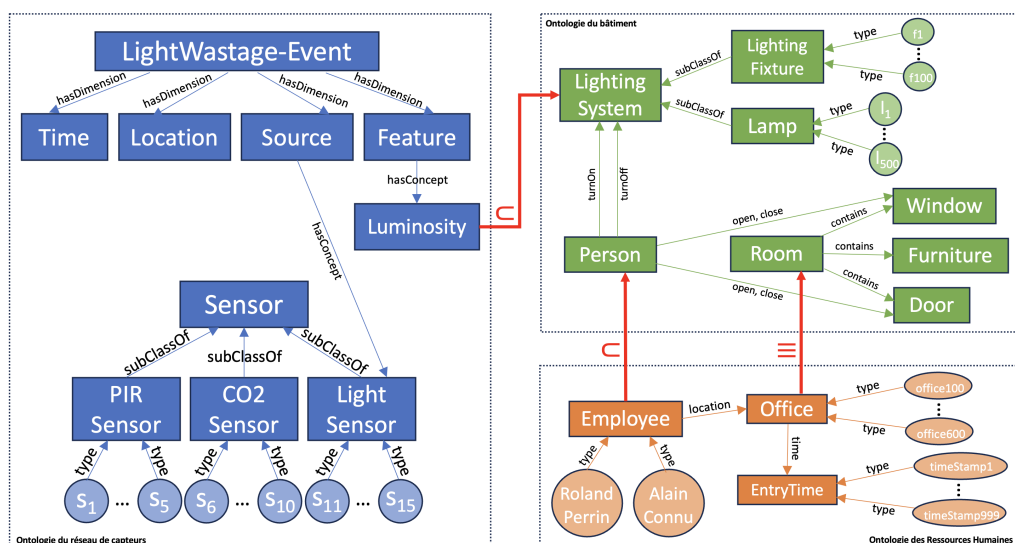 Ontologie du bâtiment
LightWastage-Event
hasDimension
hasDimension
hasDimension
hasDimension
Time
Location
Source
Feature
hasConcept
Luminosity
hasConcept
Sensor
subClassOf
subClassOf
subClassOf
PIR
Sensor
CO2
Sensor
Light
Sensor
type
type
type
type
type
type
s1
...
s5
s6
...
s10
s11
...
s15
Ontologie du réseau de capteurs
⊂
Lighting
System
subClassOf
subClassOf
Lighting
Fixture
Lamp
type
type
f1
f100
type
type
l1
l500
turnOn
turnOff
Person
open, close
open, close
Room
contains
contains
contains
Window
Furniture
Door
⊂
≡
Employee
location
Office
type
type
office100
office600
time
EntryTime
type
type
timeStamp1
timeStamp999
type
type
Roland
Perrin
Alain
Connu
Ontologie des Ressources Humaines